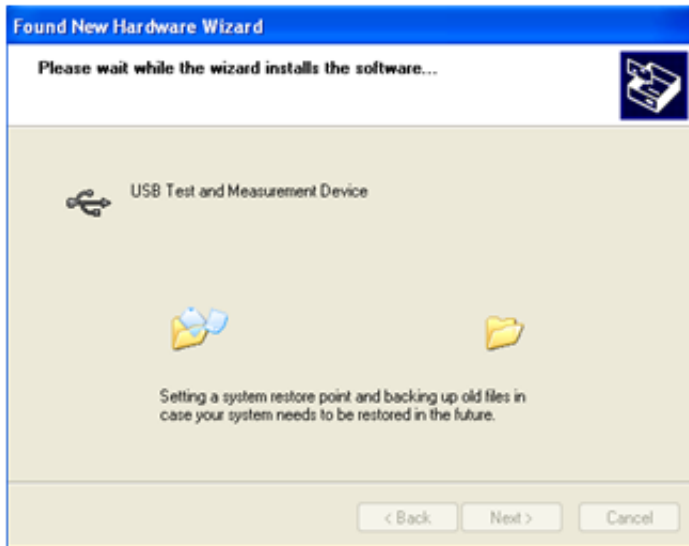 Found New Hardware Wizard
Please wait while the wizard installs the software...
USB Test and Measurement Device
Setting a system restore point and backing up old files in
case your system needs to be restored in the future.
< Back
Next >
Cancel